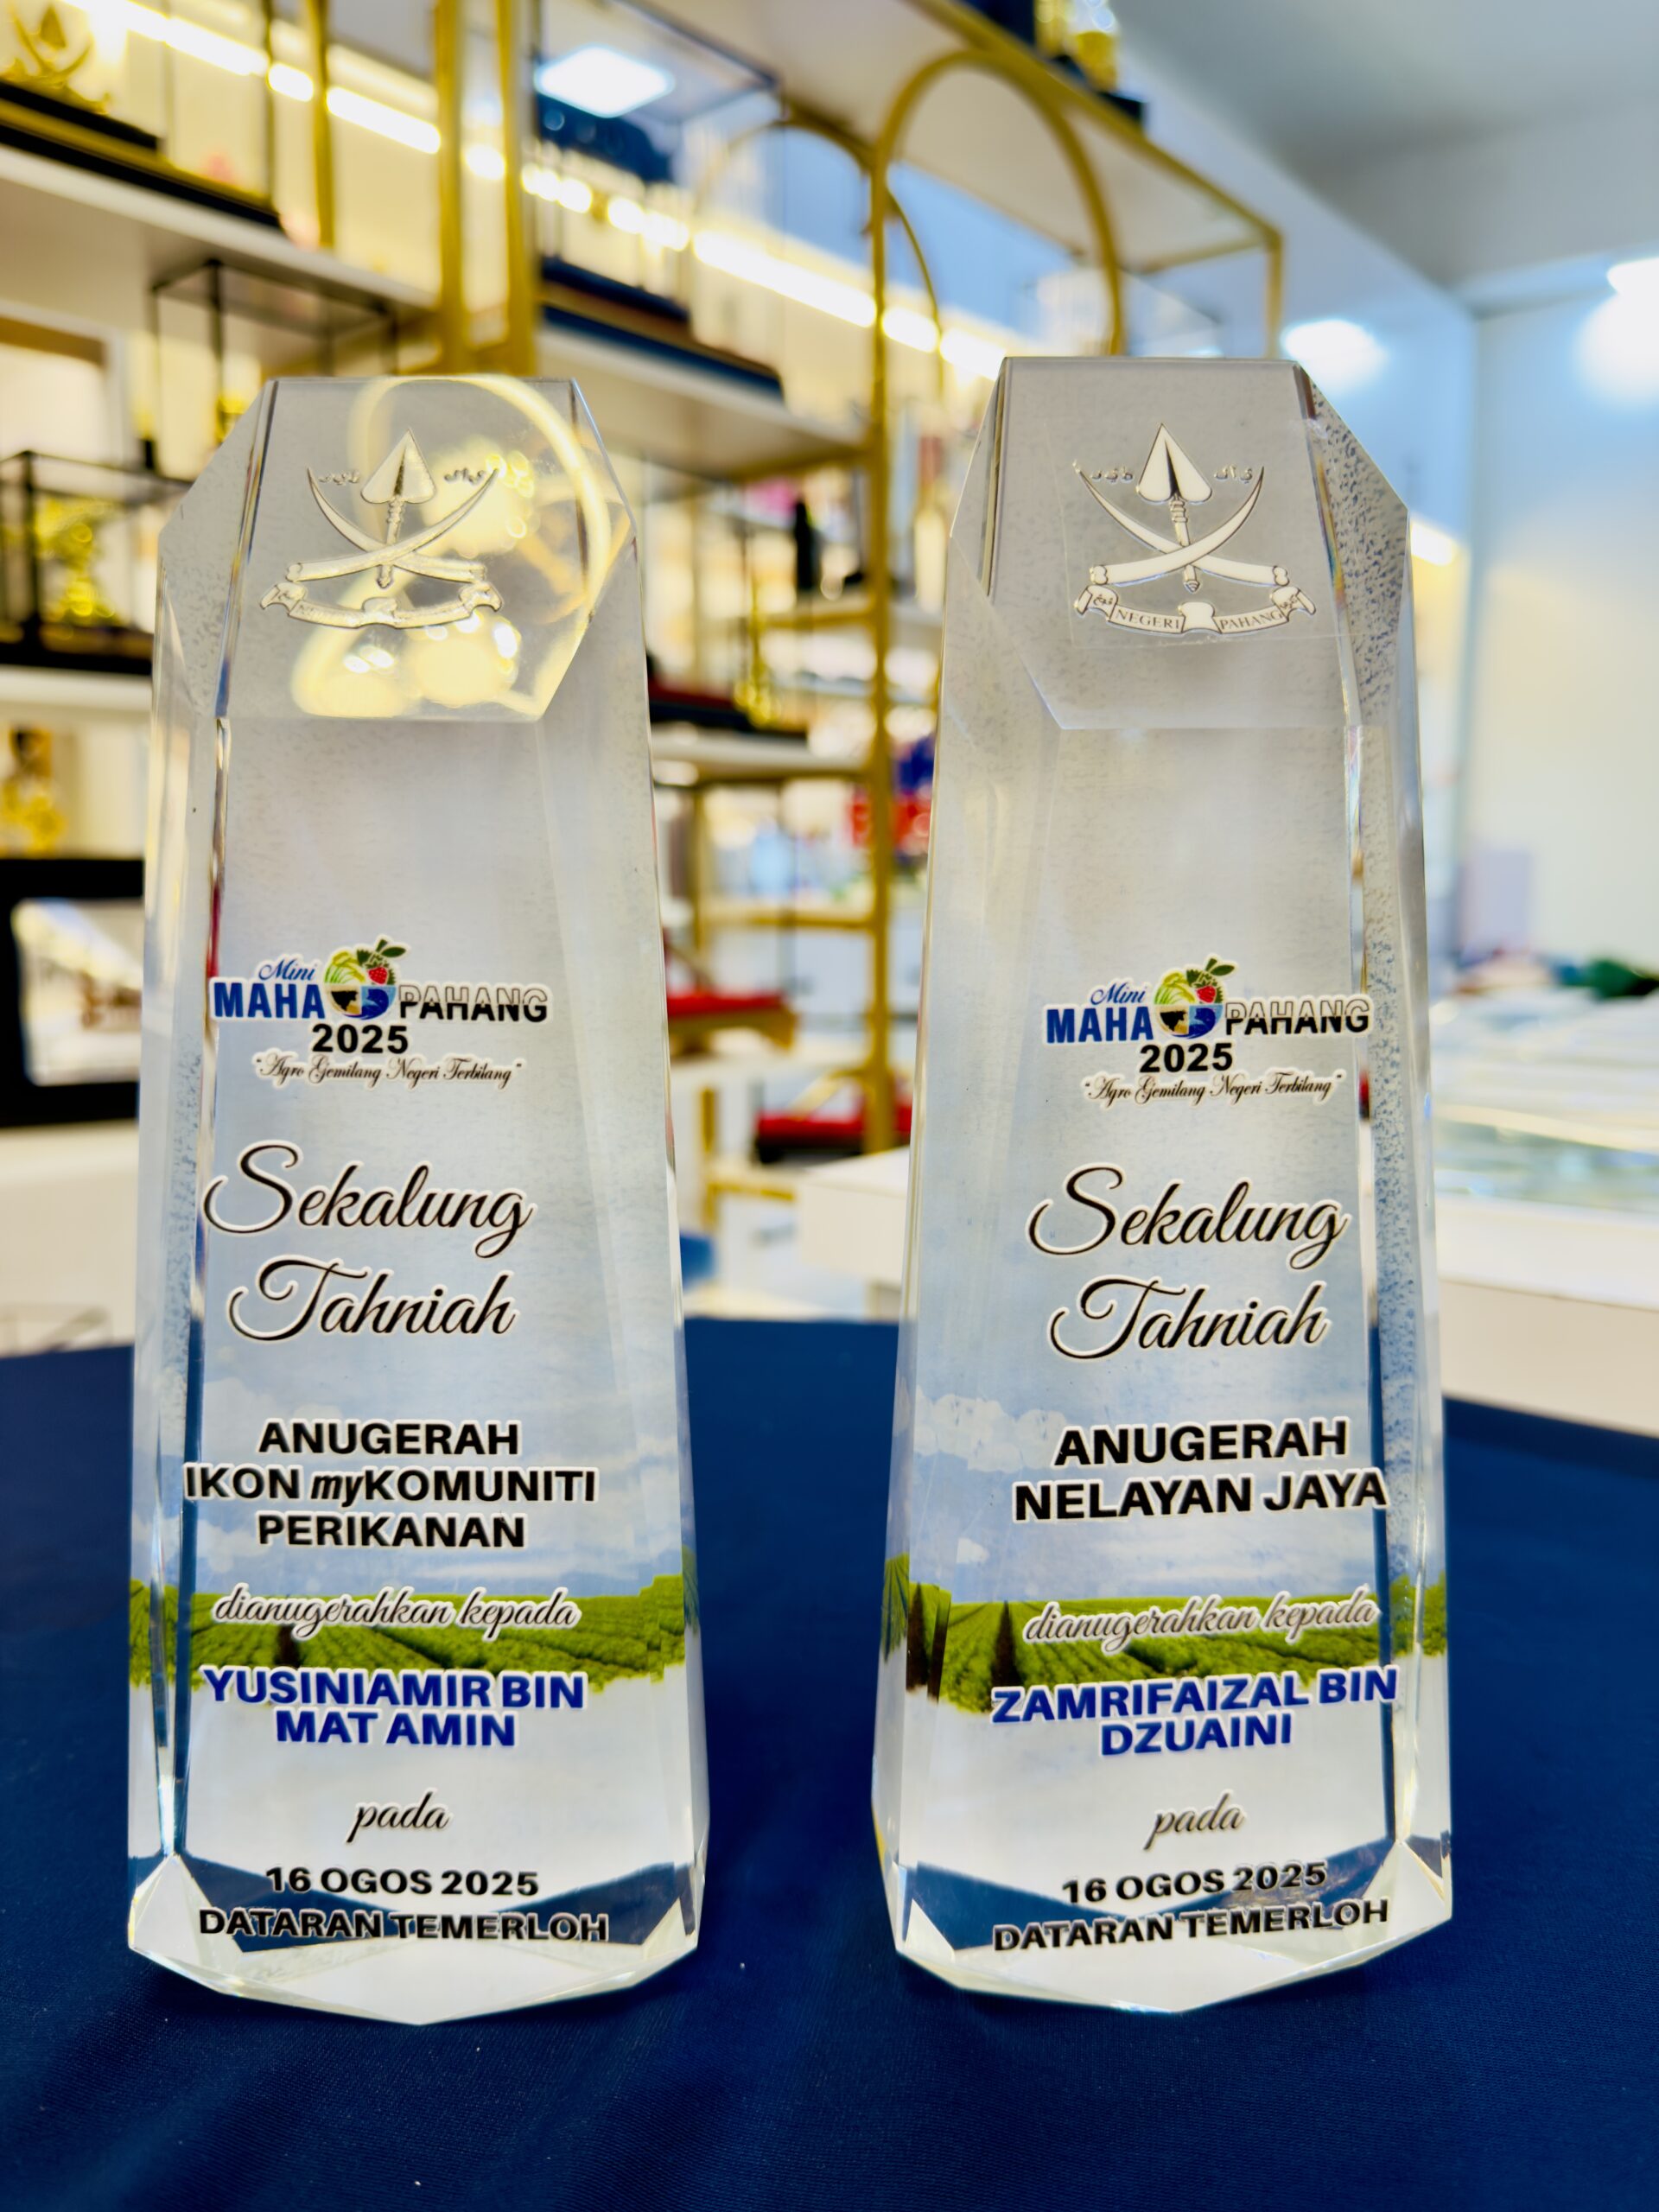 NEGERI PAHANG
Mini
MAHA PAHANG
2025
"Agro Gemilang Negeri Terbilang"
Sekalung
Tahniah
ANUGERAH
IKON myKOMUNITI
PERIKANAN
dianugerahkan kepada
YUSINIAMIR BIN
MAT AMIN
pada
16 OGOS 2025
DATARAN TEMERLOH
Mini
MAHA PAHANG
2025
"Agro Gemilang Negeri Terbilang"
Sekalung
Tahniah
ANUGERAH
NELAYAN JAYA
dianugerahkan kepada
ZAMRIFAIZAL BIN
DZUAINI
pada
16 OGOS 2025
DATARAN TEMERLOH